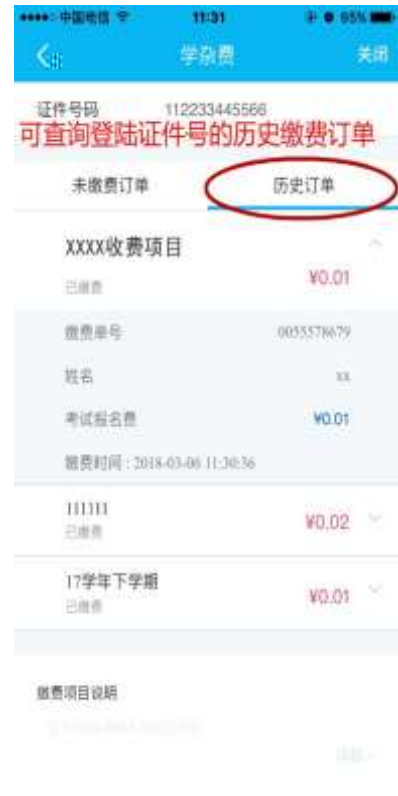 中国电信 11:31 95%
学杂费 关闭
证件号码 112233445566
可查询登陆证件号的历史缴费订单
未缴费订单 历史订单
XXXX收费项目
已缴费 ¥0.01
缴费单号 0055578679
姓名 xx
考试报名费 ¥0.01
缴费时间：2018-03-06 11:30:36
111111
已缴费 ¥0.02
17学年下学期
已缴费 ¥0.01
缴费项目说明